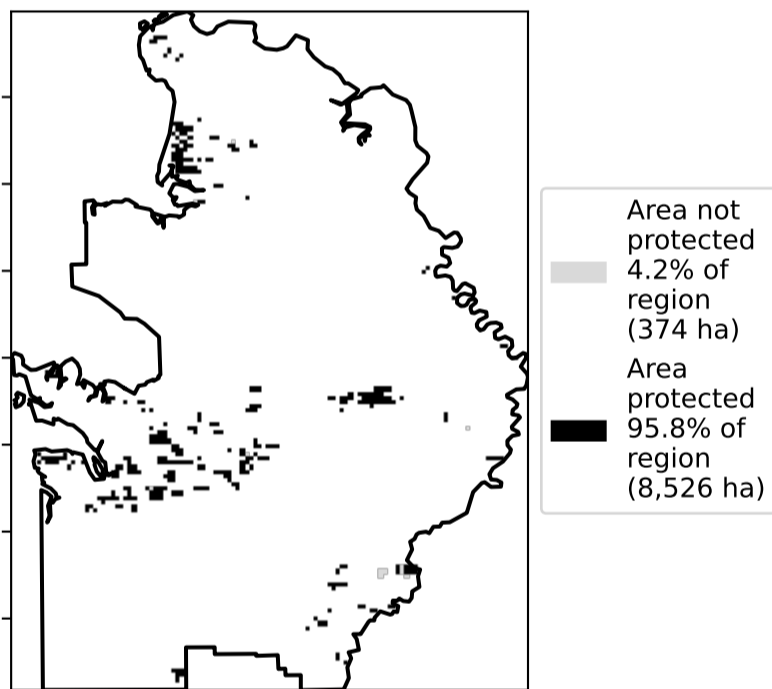 Area not
protected
4.2% of
region
(374 ha)
Area
protected
95.8% of
region
(8,526 ha)